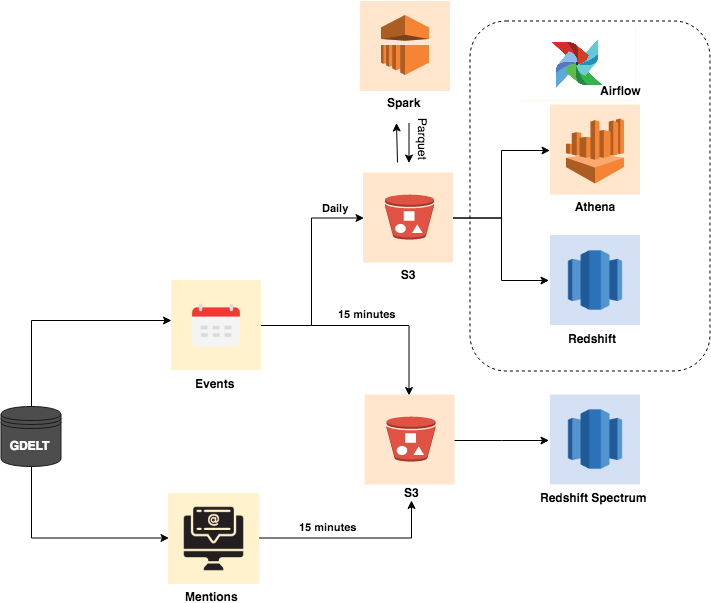 Spark
Parquet
Airflow
Athena
Daily
S3
15 minutes
Redshift
Events
GDELT
S3
Redshift Spectrum
@
15 minutes
Mentions